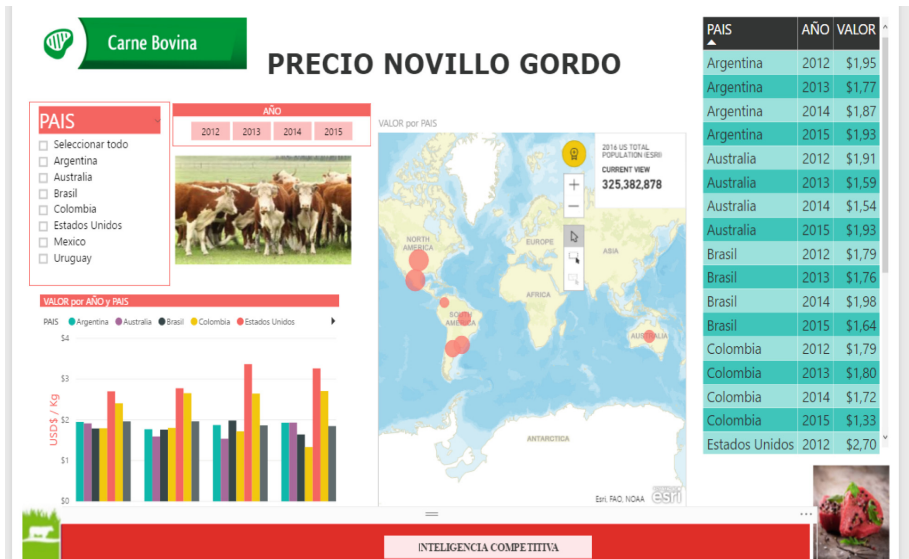 Carne Bovina
PRECIO NOVILLO GORDO
PAIS
Seleccionar todo
Argentina
Australia
Brasil
Colombia
Estados Unidos
Mexico
Uruguay
AÑO
2012 2013 2014 2015
VALOR por AÑO y PAIS
PAIS Argentina Australia Brasil Colombia Estados Unidos
USD$ / Kg
$4
$3
$2
$1
$0
VALOR por PAIS
2016 US TOTAL
POPULATION (ESRI)
CURRENT VIEW
325,382,878
NORTH
AMERICA
EUROPE
ASIA
AFRICA
SOUTH
AMERICA
AUSTRALIA
ANTARCTICA
Esri, FAO, NOAA
esri
PAIS AÑO VALOR
Argentina 2012 $1,95
Argentina 2013 $1,77
Argentina 2014 $1,87
Argentina 2015 $1,93
Australia 2012 $1,91
Australia 2013 $1,59
Australia 2014 $1,54
Australia 2015 $1,93
Brasil 2012 $1,79
Brasil 2013 $1,76
Brasil 2014 $1,98
Brasil 2015 $1,64
Colombia 2012 $1,79
Colombia 2013 $1,80
Colombia 2014 $1,72
Colombia 2015 $1,33
Estados Unidos 2012 $2,70
INTELIGENCIA COMPETITIVA